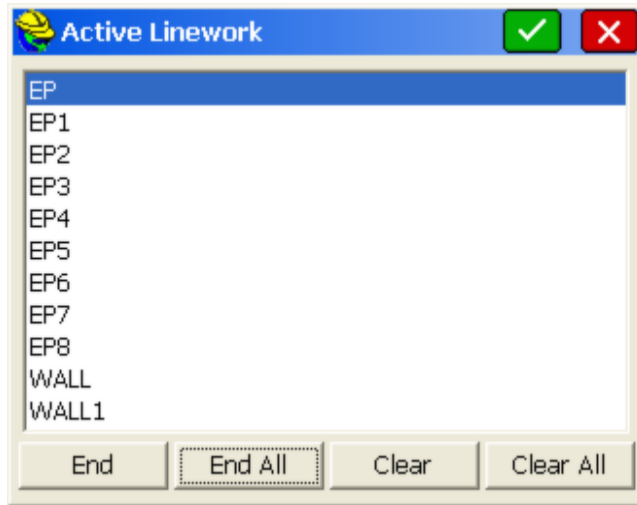 Active Linework
EP
EP1
EP2
EP3
EP4
EP5
EP6
EP7
EP8
WALL
WALL1
End End All Clear Clear All